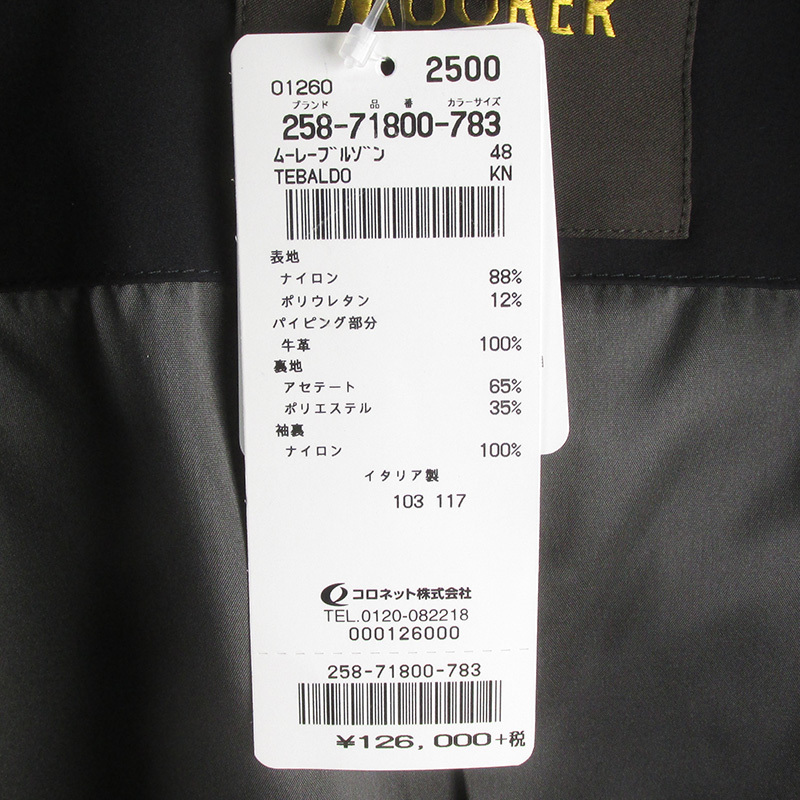 MOORER
01260 2500
ブランド 品番 カラーサイズ
258-71800-783
ムーレーブルゾン 48
TEBALDO KN
表地
ナイロン 88%
ポリウレタン 12%
パイピング部分
牛革 100%
裏地
アセテート 65%
ポリエステル 35%
袖裏
ナイロン 100%
イタリア製
103 117
コロネット株式会社
TEL.0120-082218
000126000
258-71800-783
¥126,000+税